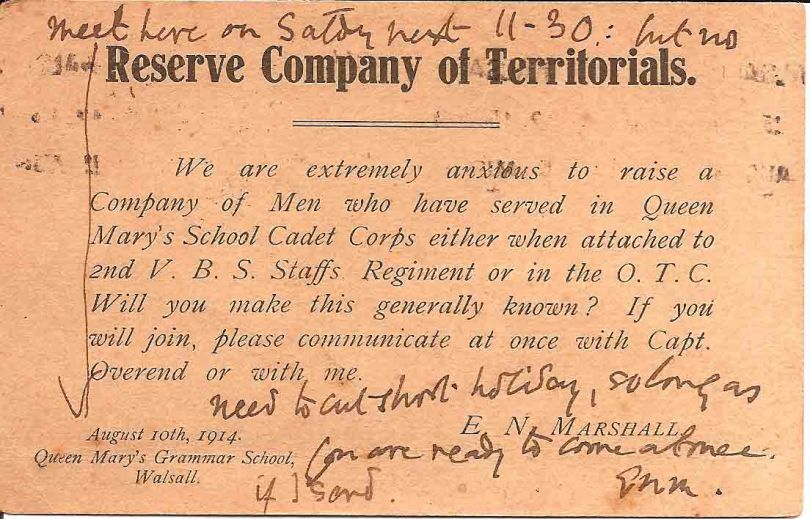 meet here on Satdy next 11-30: but no
Reserve Company of Territorials.
We are extremely anxious to raise a
Company of Men who have served in Queen
Mary's School Cadet Corps either when attached to
2nd V. B. S. Staffs Regiment or in the O. T. C.
Will you make this generally known? If you
will join, please communicate at once with Capt.
Overend or with me.
need to cut short holiday, so long as
E. N. MARSHALL.
August 10th, 1914.
you are ready to come at once
Queen Mary's Grammar School,
Walsall.
if I send.
ENM.